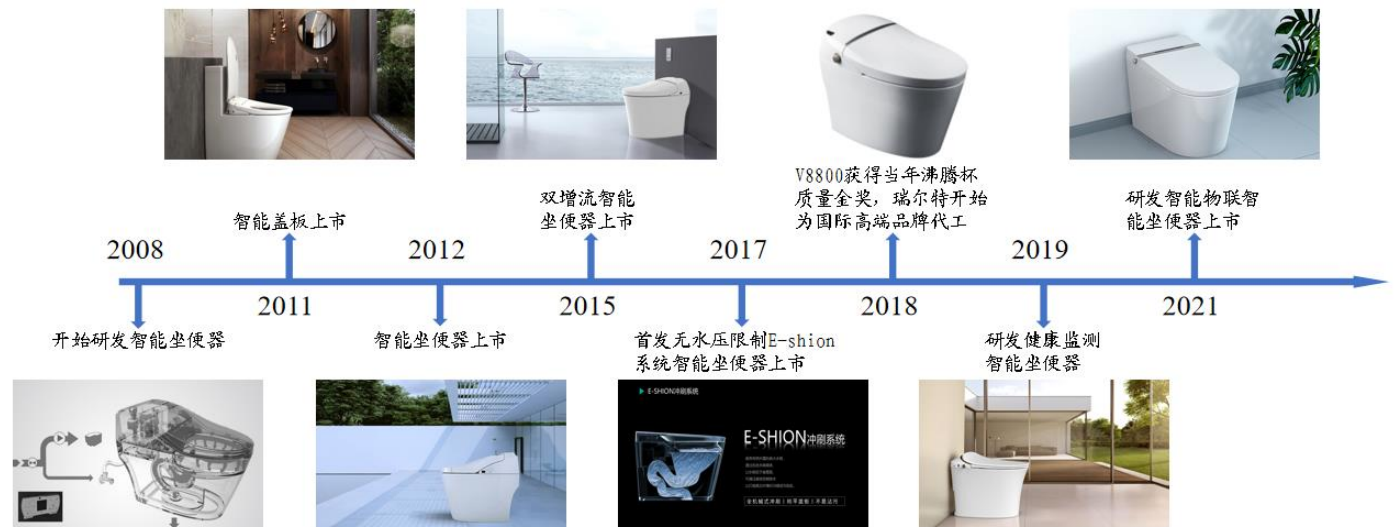 V8800获得当年沸腾杯
质量金奖，瑞尔特开始
为国际高端品牌代工
双增流智能
坐便器上市
研发智能物联智
能坐便器上市
智能盖板上市
2008
2012
2017
2019
2011
2015
2018
2021
开始研发智能坐便器
智能坐便器上市
首发无水压限制E-shion
系统智能坐便器上市
研发健康监测
智能坐便器
E-SHION冲刷系统
E-SHION冲刷系统